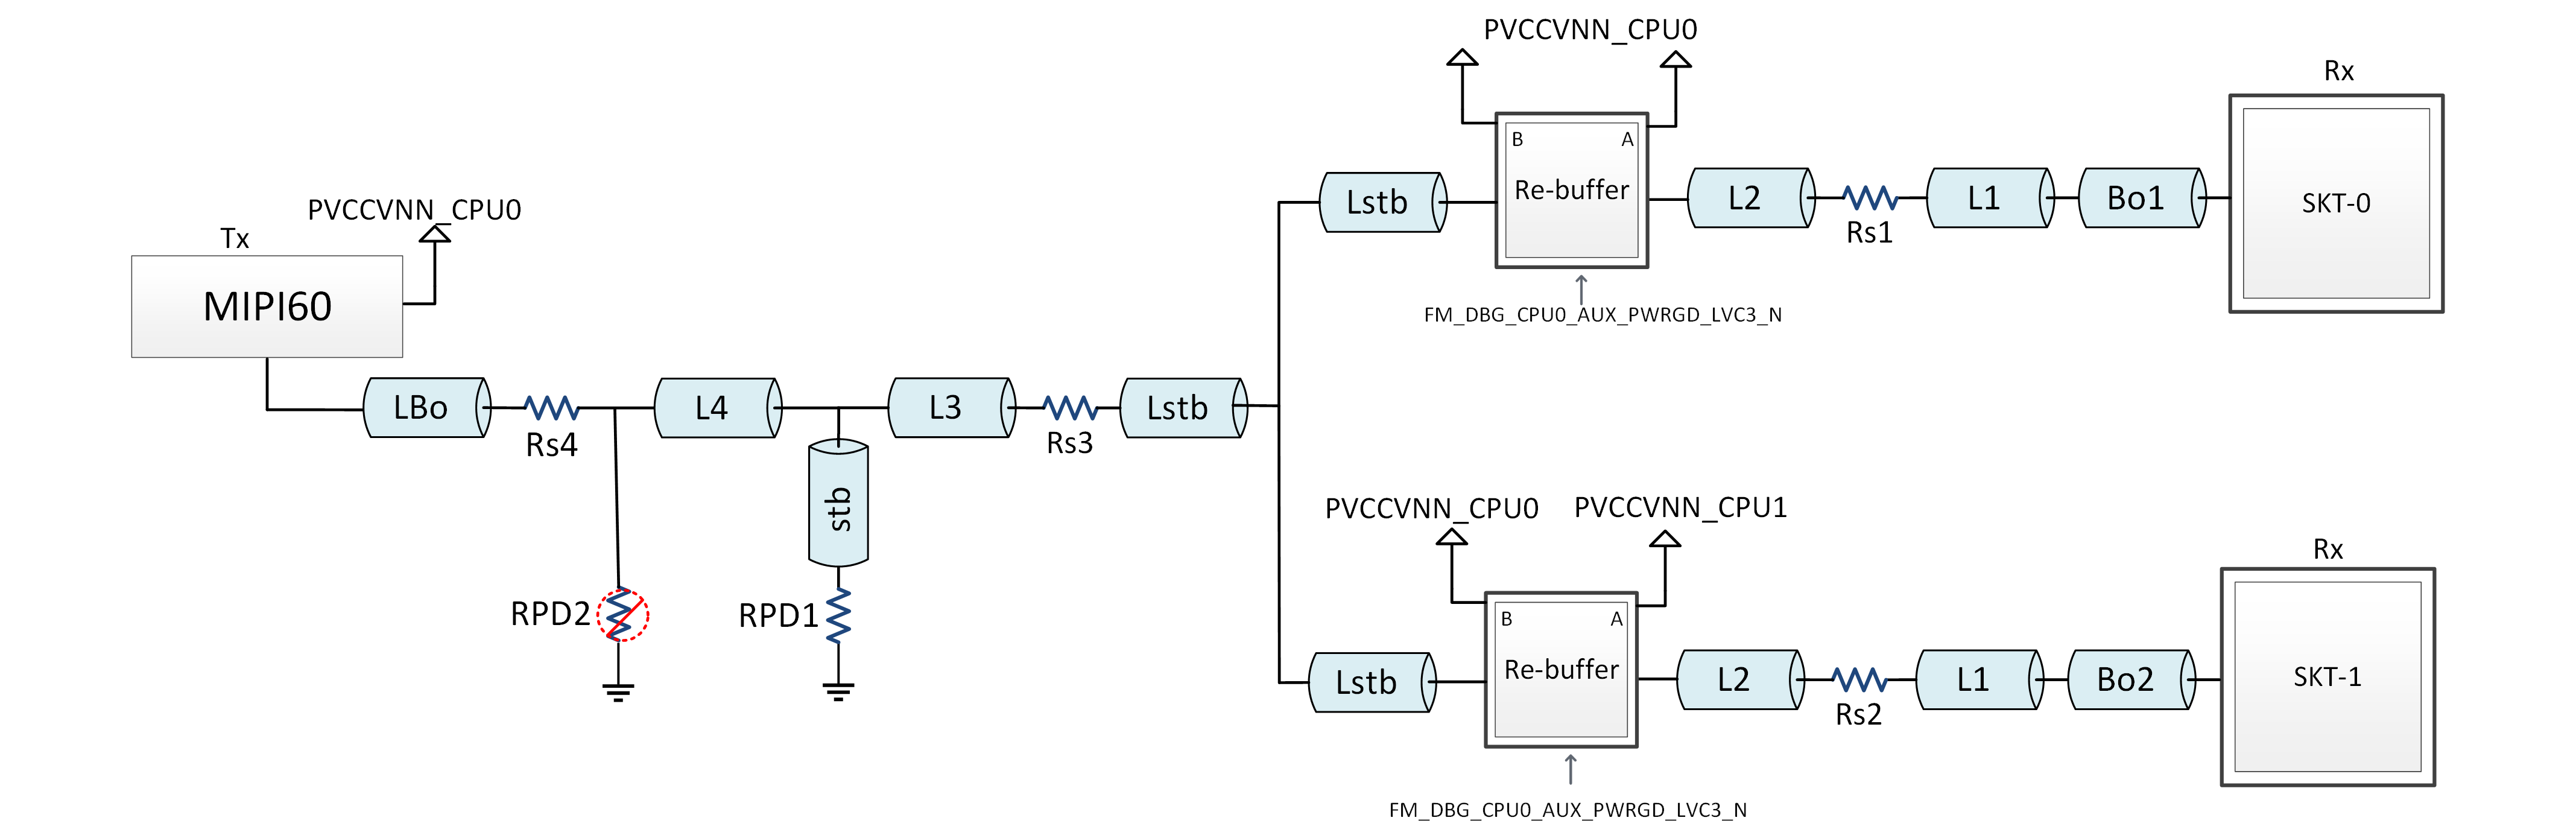 PVCCVNN_CPU0
Rx
B
A
Re-buffer
Lstb
L2
Rs1
L1
Bo1
SKT-0
FM_DBG_CPU0_AUX_PWRGD_LVC3_N
PVCCVNN_CPU0
Tx
MIPI60
LBo
Rs4
L4
L3
Rs3
Lstb
stb
RPD2
RPD1
PVCCVNN_CPU0
PVCCVNN_CPU1
Rx
B
A
Re-buffer
Lstb
L2
Rs2
L1
Bo2
SKT-1
FM_DBG_CPU0_AUX_PWRGD_LVC3_N